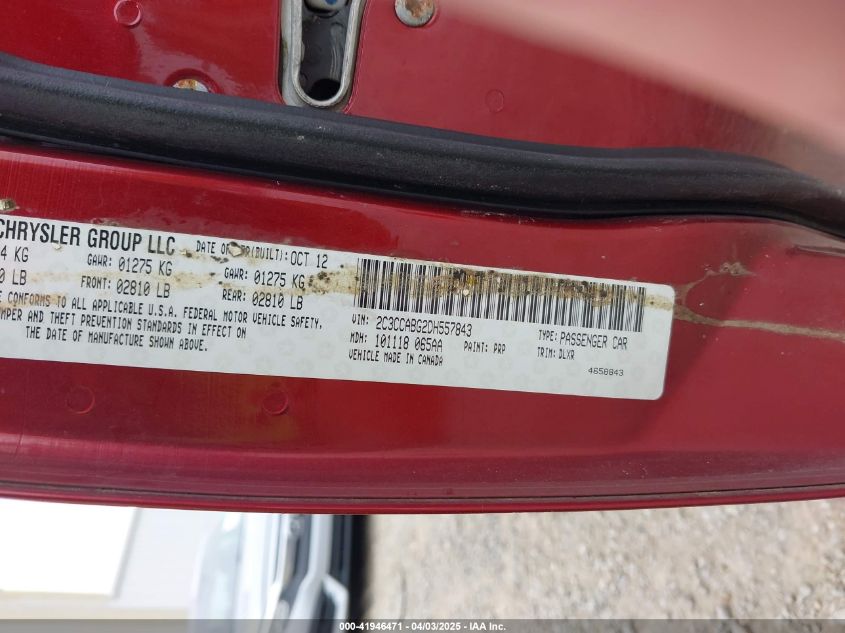 CHRYSLER GROUP LLC DATE OF (BUILT): OCT 12
4 KG GAWR: 01275 KG GAWR: 01275 KG
0 LB FRONT: 02810 LB REAR: 02810 LB
E CONFORMS TO ALL APPLICABLE U.S.A. FEDERAL MOTOR VEHICLE SAFETY,
MPER AND THEFT PREVENTION STANDARDS IN EFFECT ON
THE DATE OF MANUFACTURE SHOWN ABOVE.
VIN: 2C3CCABG2DH557843 TYPE: PASSENGER CAR
MDH: 101118 065AA PAINT: PRP TRIM: DLXR
VEHICLE MADE IN CANADA
4658843
000-41946471 - 04/03/2025 - IAA Inc.